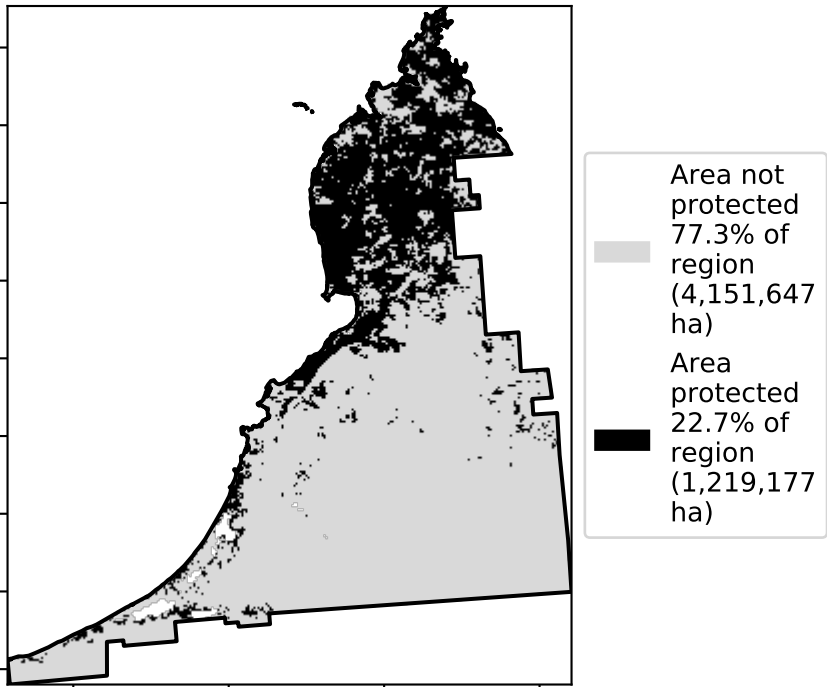 Area not
protected
77.3% of
region
(4,151,647
ha)
Area
protected
22.7% of
region
(1,219,177
ha)